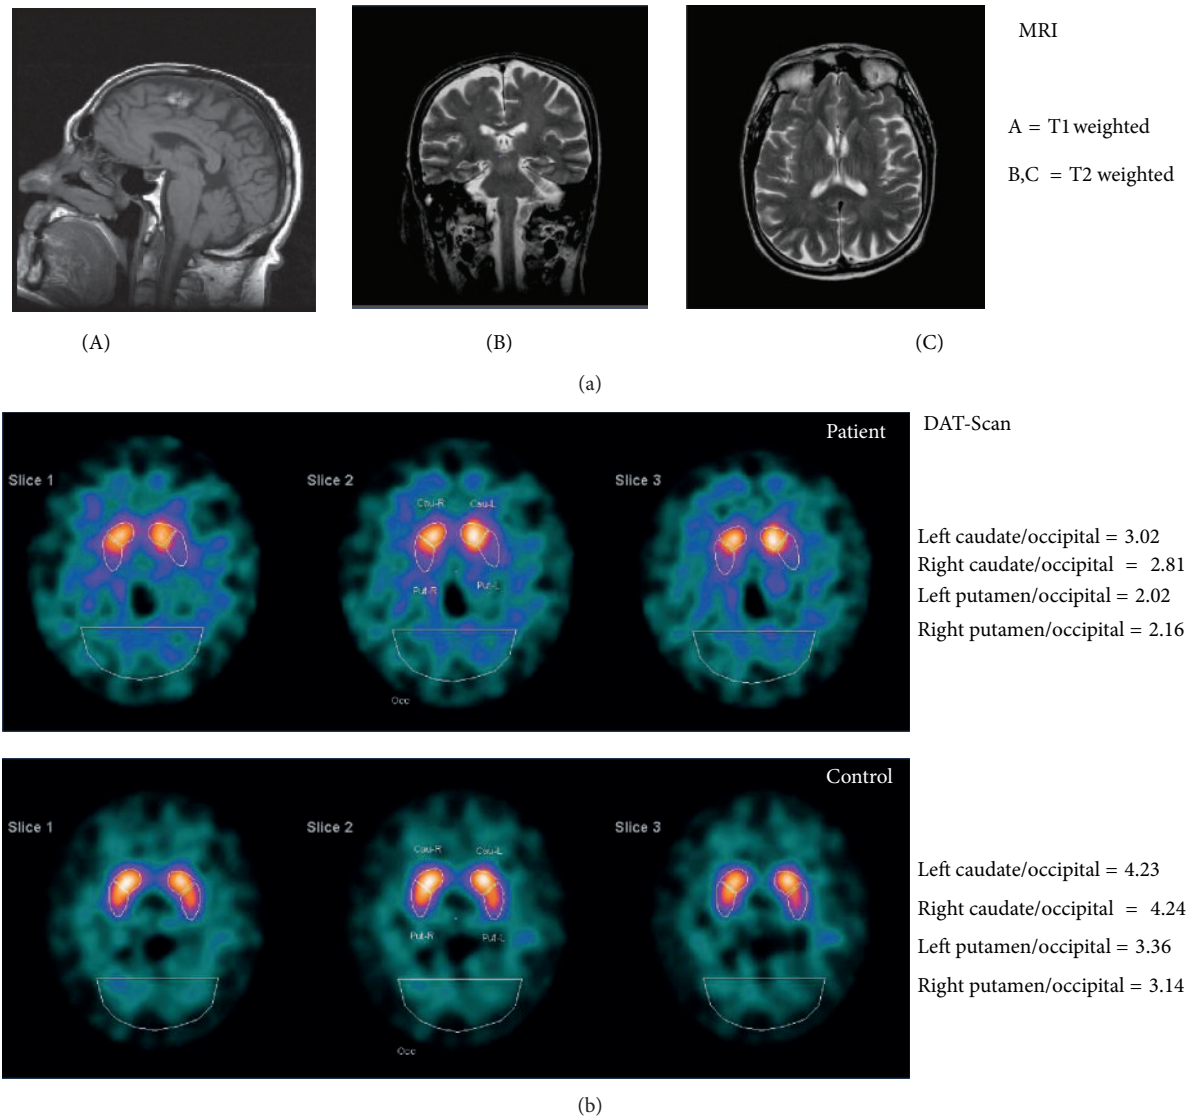 MRI
A = T1 weighted
B,C = T2 weighted
(A)
(B)
(C)
(a)
Patient
DAT-Scan
Slice 1
Slice 2
Slice 3
Cau-R
Cau-L
Put-R
Put-L
Occ
Left caudate/occipital = 3.02
Right caudate/occipital = 2.81
Left putamen/occipital = 2.02
Right putamen/occipital = 2.16
Control
Slice 1
Slice 2
Slice 3
Cau-R
Cau-L
Put-R
Put-L
Occ
Left caudate/occipital = 4.23
Right caudate/occipital = 4.24
Left putamen/occipital = 3.36
Right putamen/occipital = 3.14
(b)